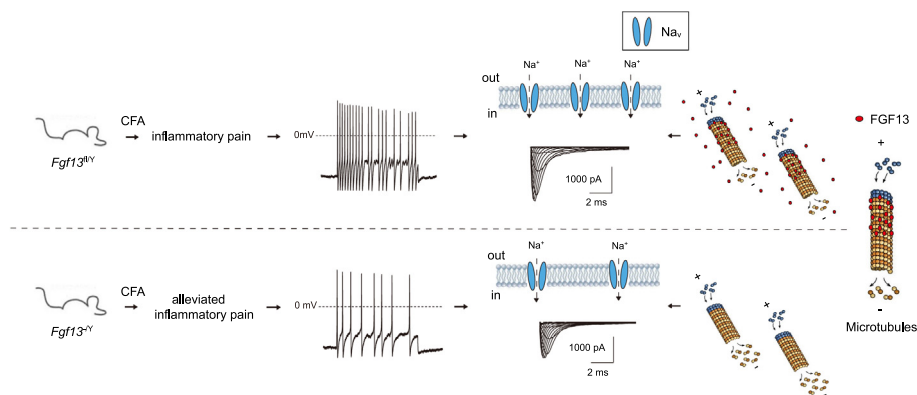 Nav
Na⁺ Na⁺ Na⁺
out
in
CFA
inflammatory pain
Fgf13fl/Y
0mV
1000 pA
2 ms
+
+
-
-
FGF13
+
-
Microtubules
Na⁺ Na⁺
out
in
CFA
alleviated
inflammatory pain
Fgf13-/Y
0 mV
1000 pA
2 ms
+
+
-
-